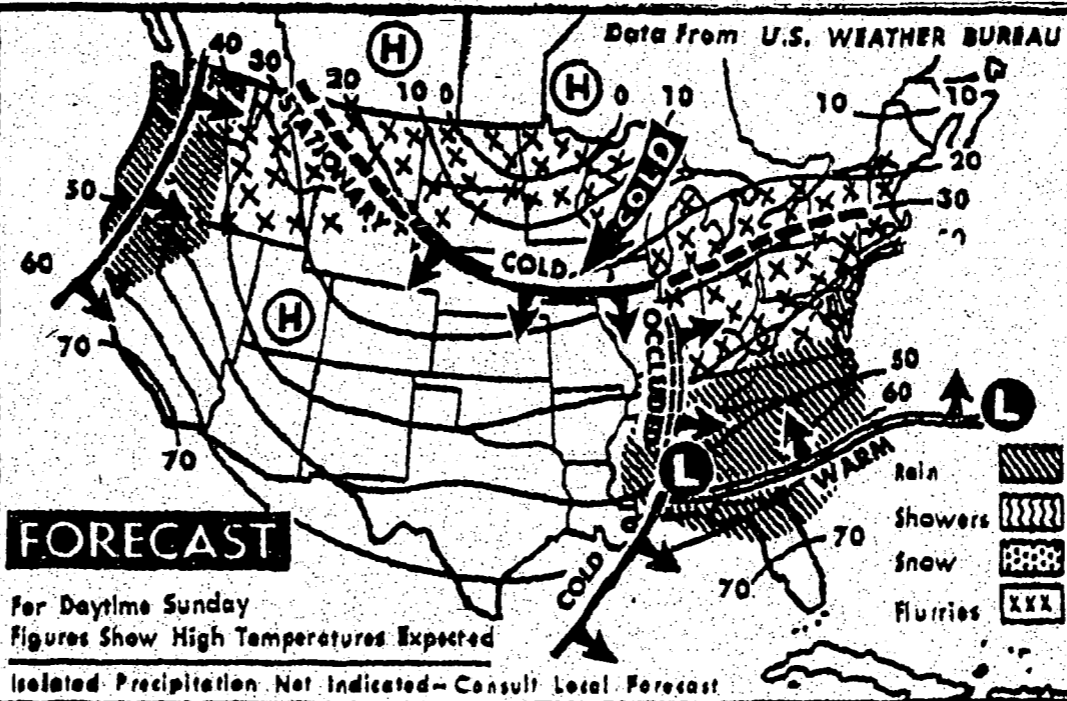 Data From U.S. WEATHER BUREAU
H
H
40
30
20
10
0
0
10
10
10
20
30
STATIONARY
COLD
50
60
70
70
H
COLD
OCCLUDED
L
L
50
60
WARM
COLD
70
70
Rain
Showers
Snow
Flurries
XXX
FORECAST
For Daytime Sunday
Figures Show High Temperatures Expected
Isolated Precipitation Not Indicated—Consult Local Forecast